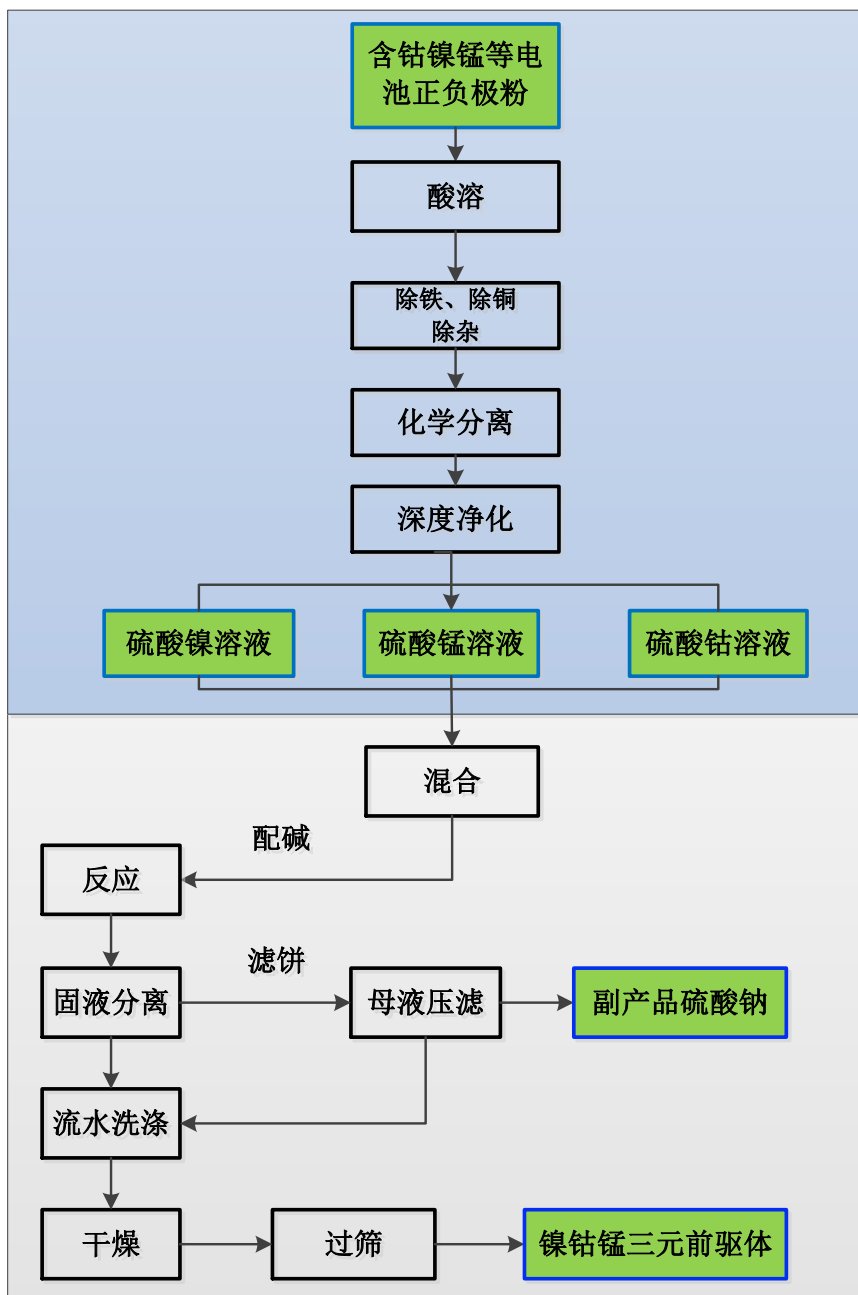 含钴镍锰等电
池正负极粉
酸溶
除铁、除铜
除杂
化学分离
深度净化
硫酸镍溶液
硫酸锰溶液
硫酸钴溶液
混合
配碱
反应
滤饼
固液分离
母液压滤
副产品硫酸钠
流水洗涤
干燥
过筛
镍钴锰三元前驱体